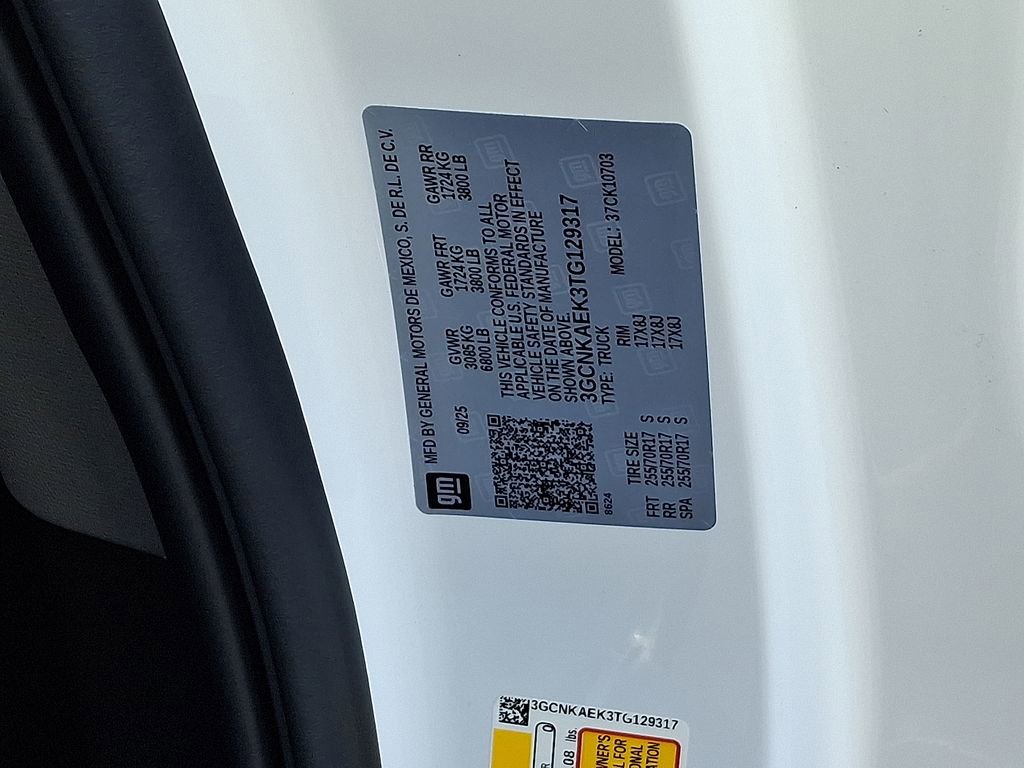 gm
MFD BY GENERAL MOTORS DE MEXICO, S. DE R.L. DE C.V.
09/25
GVWR GAWR FRT GAWR RR
3085 KG 1724 KG 1724 KG
6800 LB 3800 LB 3800 LB
THIS VEHICLE CONFORMS TO ALL
APPLICABLE U.S. FEDERAL MOTOR
VEHICLE SAFETY STANDARDS IN EFFECT
ON THE DATE OF MANUFACTURE
SHOWN ABOVE.
3GCNKAEK3TG129317
TYPE: TRUCK MODEL: 37CK10703
8624
TIRE SIZE RIM
FRT 255/70R17 S 17X8J
RR 255/70R17 S 17X8J
SPA 255/70R17 S 17X8J
3GCNKAEK3TG129317
08 lbs